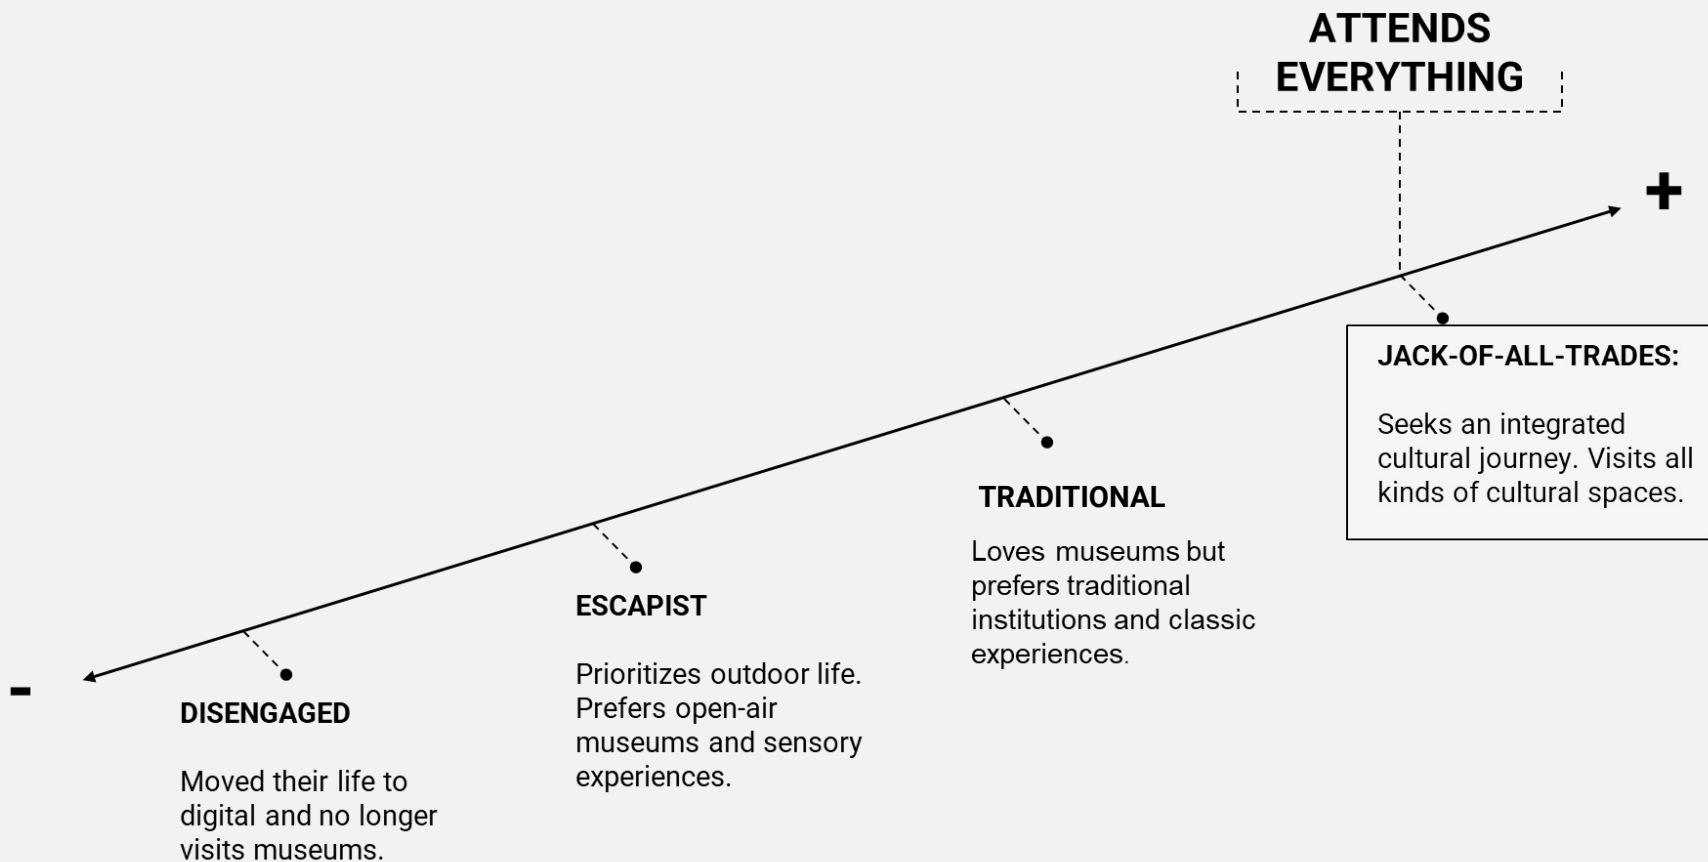 ATTENDS
EVERYTHING
+
JACK-OF-ALL-TRADES:
Seeks an integrated
cultural journey. Visits all
kinds of cultural spaces.
TRADITIONAL
Loves museums but
prefers traditional
institutions and classic
experiences.
ESCAPIST
Prioritizes outdoor life.
Prefers open-air
museums and sensory
experiences.
-
DISENGAGED
Moved their life to
digital and no longer
visits museums.